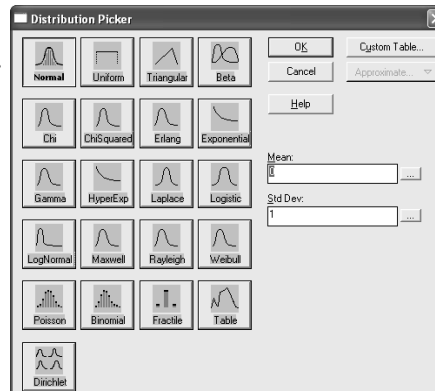 Distribution Picker
Normal Uniform Triangular Beta
Chi ChiSquared Erlang Exponential
Gamma HyperExp Laplace Logistic
LogNormal Maxwell Rayleigh Weibull
Poisson Binomial Fractile Table
Dirichlet
OK Custom Table...
Cancel Approximate...
Help
Mean:
0
...
Std Dev:
1
...